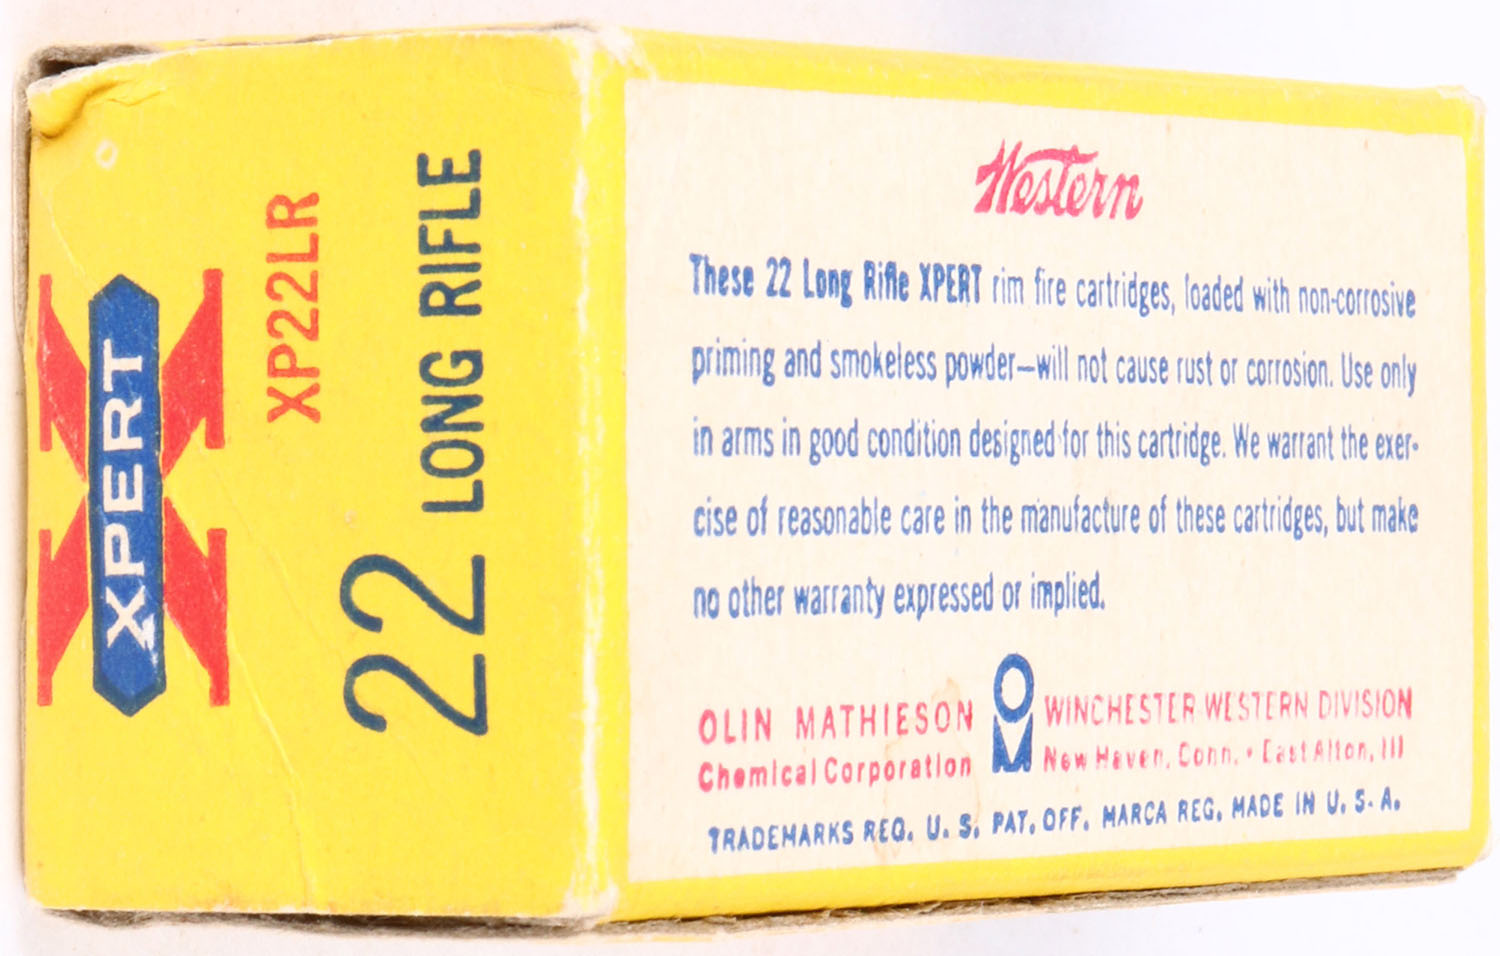 XPERT
XP22LR
22 LONG RIFLE
Western
These 22 Long Rifle XPERT rim fire cartridges, loaded with non-corrosive
priming and smokeless powder—will not cause rust or corrosion. Use only
in arms in good condition designed for this cartridge. We warrant the exer-
cise of reasonable care in the manufacture of these cartridges, but make
no other warranty expressed or implied.
OLIN MATHIESON
Chemical Corporation
OM
WINCHESTER-WESTERN DIVISION
New Haven, Conn. • East Alton, Ill
TRADEMARKS REG. U. S. PAT. OFF. MARCA REG. MADE IN U. S. A.